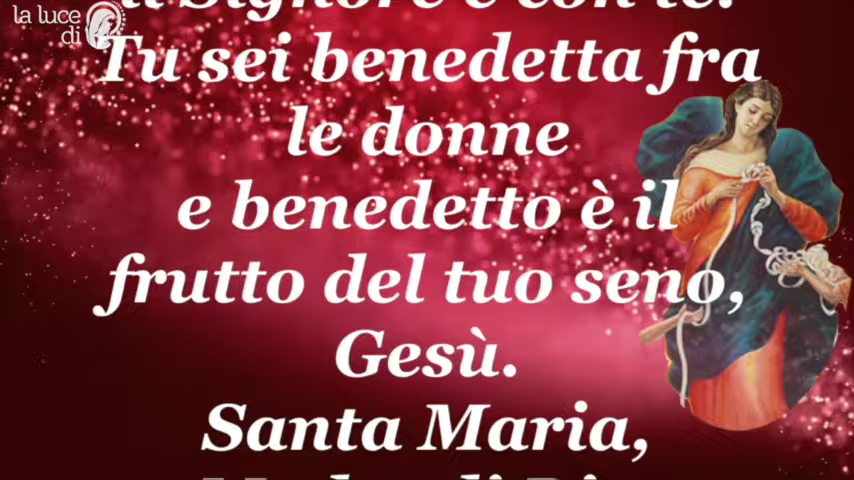 la luce
di
il Signore è con te.
Tu sei benedetta fra
le donne
e benedetto è il
frutto del tuo seno,
Gesù.
Santa Maria,
Madre di Dio